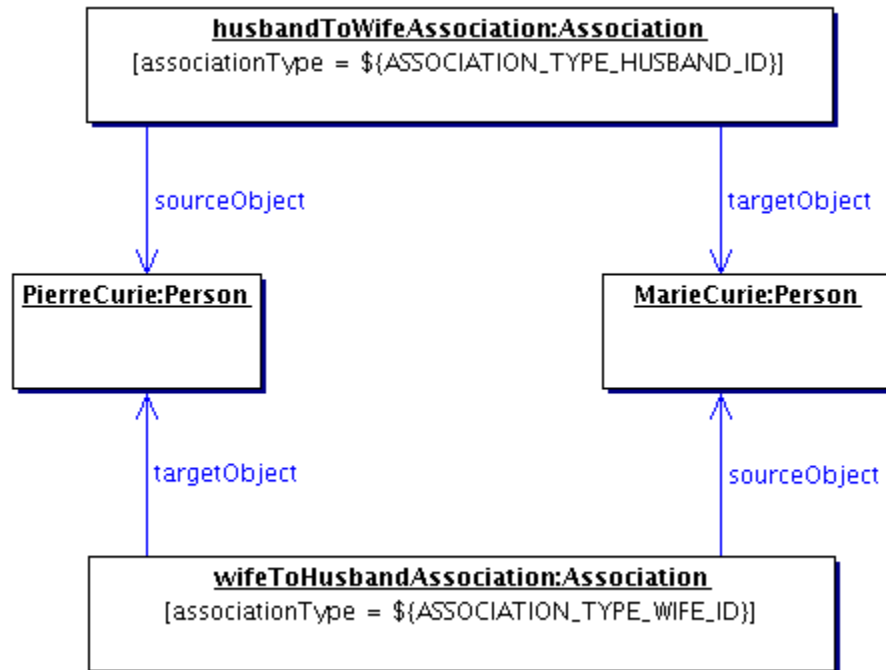 husbandToWifeAssociation:Association
[associationType = ${ASSOCIATION_TYPE_HUSBAND_ID}]
sourceObject
targetObject
PierreCurie:Person
MarieCurie:Person
targetObject
sourceObject
wifeToHusbandAssociation:Association
[associationType = ${ASSOCIATION_TYPE_WIFE_ID}]